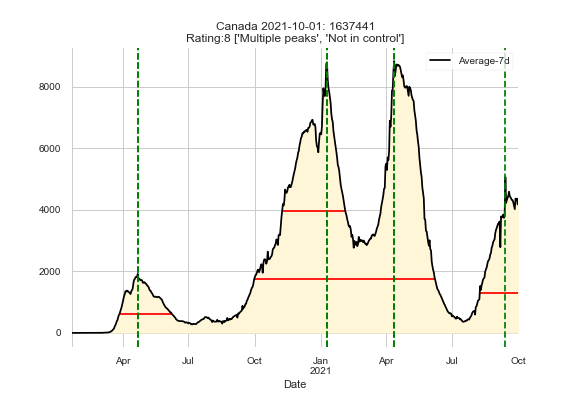 Canada 2021-10-01: 1637441
Rating:8 ['Multiple peaks', 'Not in control']
Average-7d
8000
6000
4000
2000
0
Apr Jul Oct Jan Apr Jul Oct
2021
Date